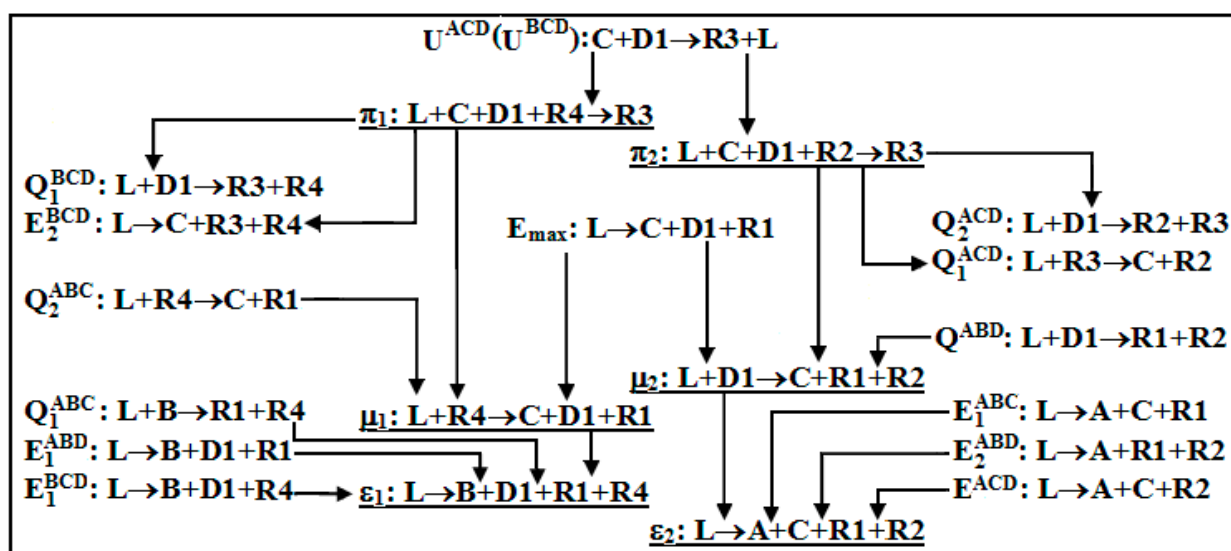 U^ACD(U^BCD): C+D1→R3+L
π₁: L+C+D1+R4→R3
π₂: L+C+D1+R2→R3
Q₁^BCD: L+D1→R3+R4
E₂^BCD: L→C+R3+R4
E_max: L→C+D1+R1
Q₂^ACD: L+D1→R2+R3
Q₁^ACD: L+R3→C+R2
Q₂^ABC: L+R4→C+R1
Q^ABD: L+D1→R1+R2
μ₂: L+D1→C+R1+R2
Q₁^ABC: L+B→R1+R4
μ₁: L+R4→C+D1+R1
E₁^ABC: L→A+C+R1
E₁^ABD: L→B+D1+R1
E₂^ABD: L→A+R1+R2
E₁^BCD: L→B+D1+R4
ε₁: L→B+D1+R1+R4
E^ACD: L→A+C+R2
ε₂: L→A+C+R1+R2